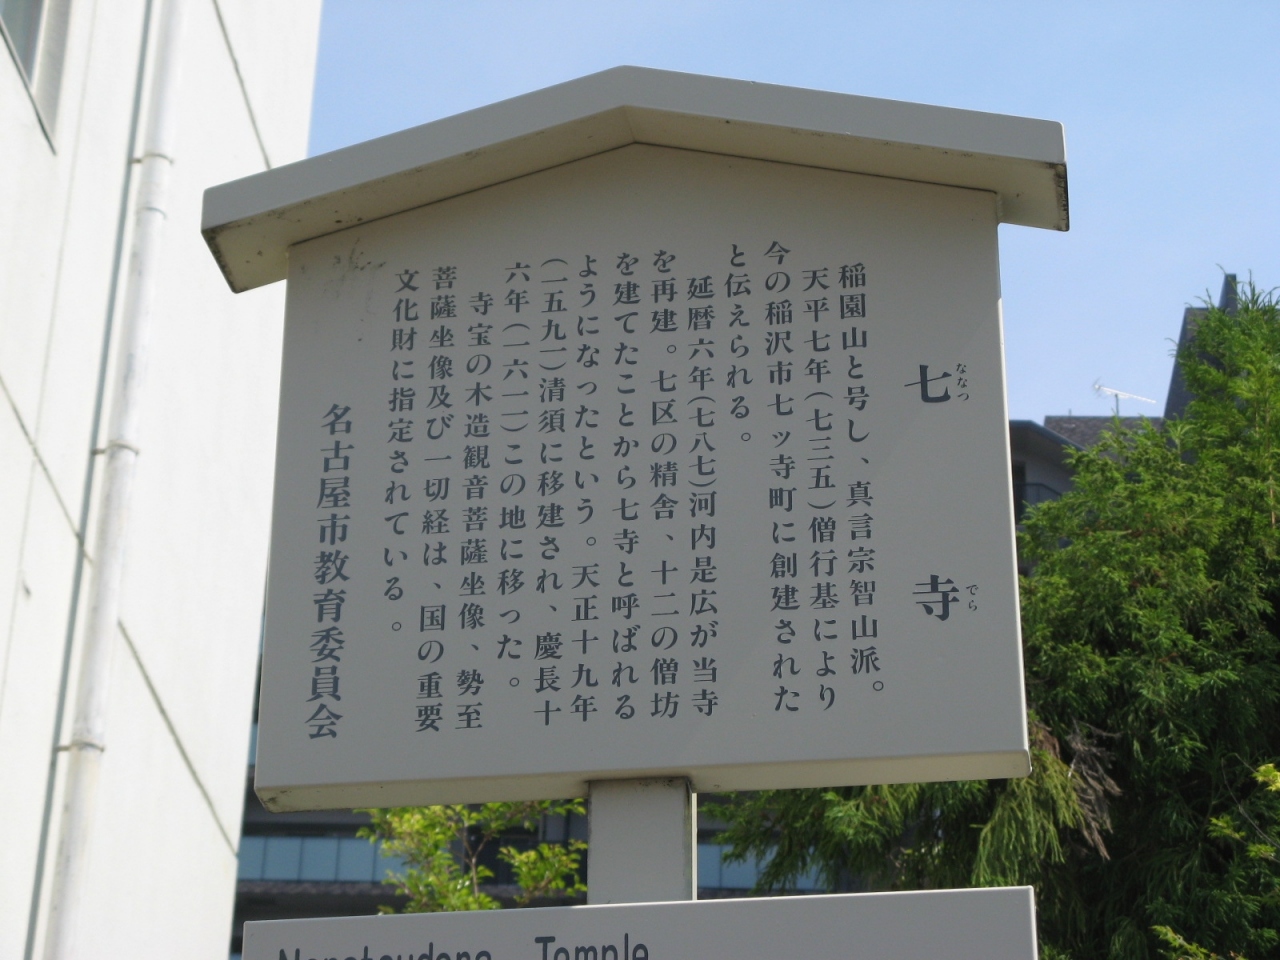 七寺
ななつ でら
稲園山と号し、真言宗智山派。
天平七年(七三五)僧行基により
今の稲沢市七ッ寺町に創建された
と伝えられる。
延暦六年(七八七)河内是広が当寺
を再建。七区の精舎、十二の僧坊
を建てたことから七寺と呼ばれる
ようになったという。天正十九年
(一五九一)清須に移建され、慶長十
六年(一六一一)この地に移った。
寺宝の木造観音菩薩坐像、勢至
菩薩坐像及び一切経は、国の重要
文化財に指定されている。
名古屋市教育委員会
Nanatsudera Temple